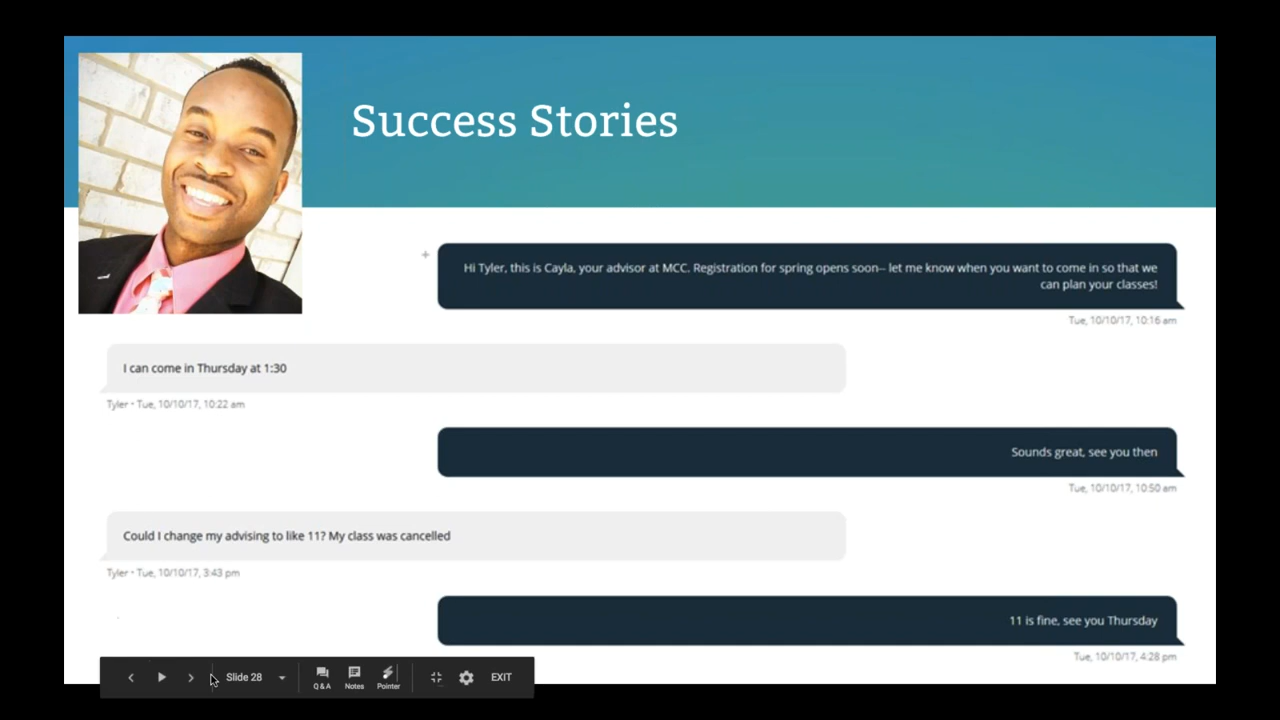 Success Stories
Hi Tyler, this is Cayla, your advisor at MCC. Registration for spring opens soon-- let me know when you want to come in so that we
can plan your classes!
Tue, 10/10/17, 10:16 am
I can come in Thursday at 1:30
Tyler • Tue, 10/10/17, 10:22 am
Sounds great, see you then
Tue, 10/10/17, 10:50 am
Could I change my advising to like 11? My class was cancelled
Tyler • Tue, 10/10/17, 3:43 pm
11 is fine, see you Thursday
Tue, 10/10/17, 4:28 pm
Slide 28
Q&A
Notes
Pointer
EXIT